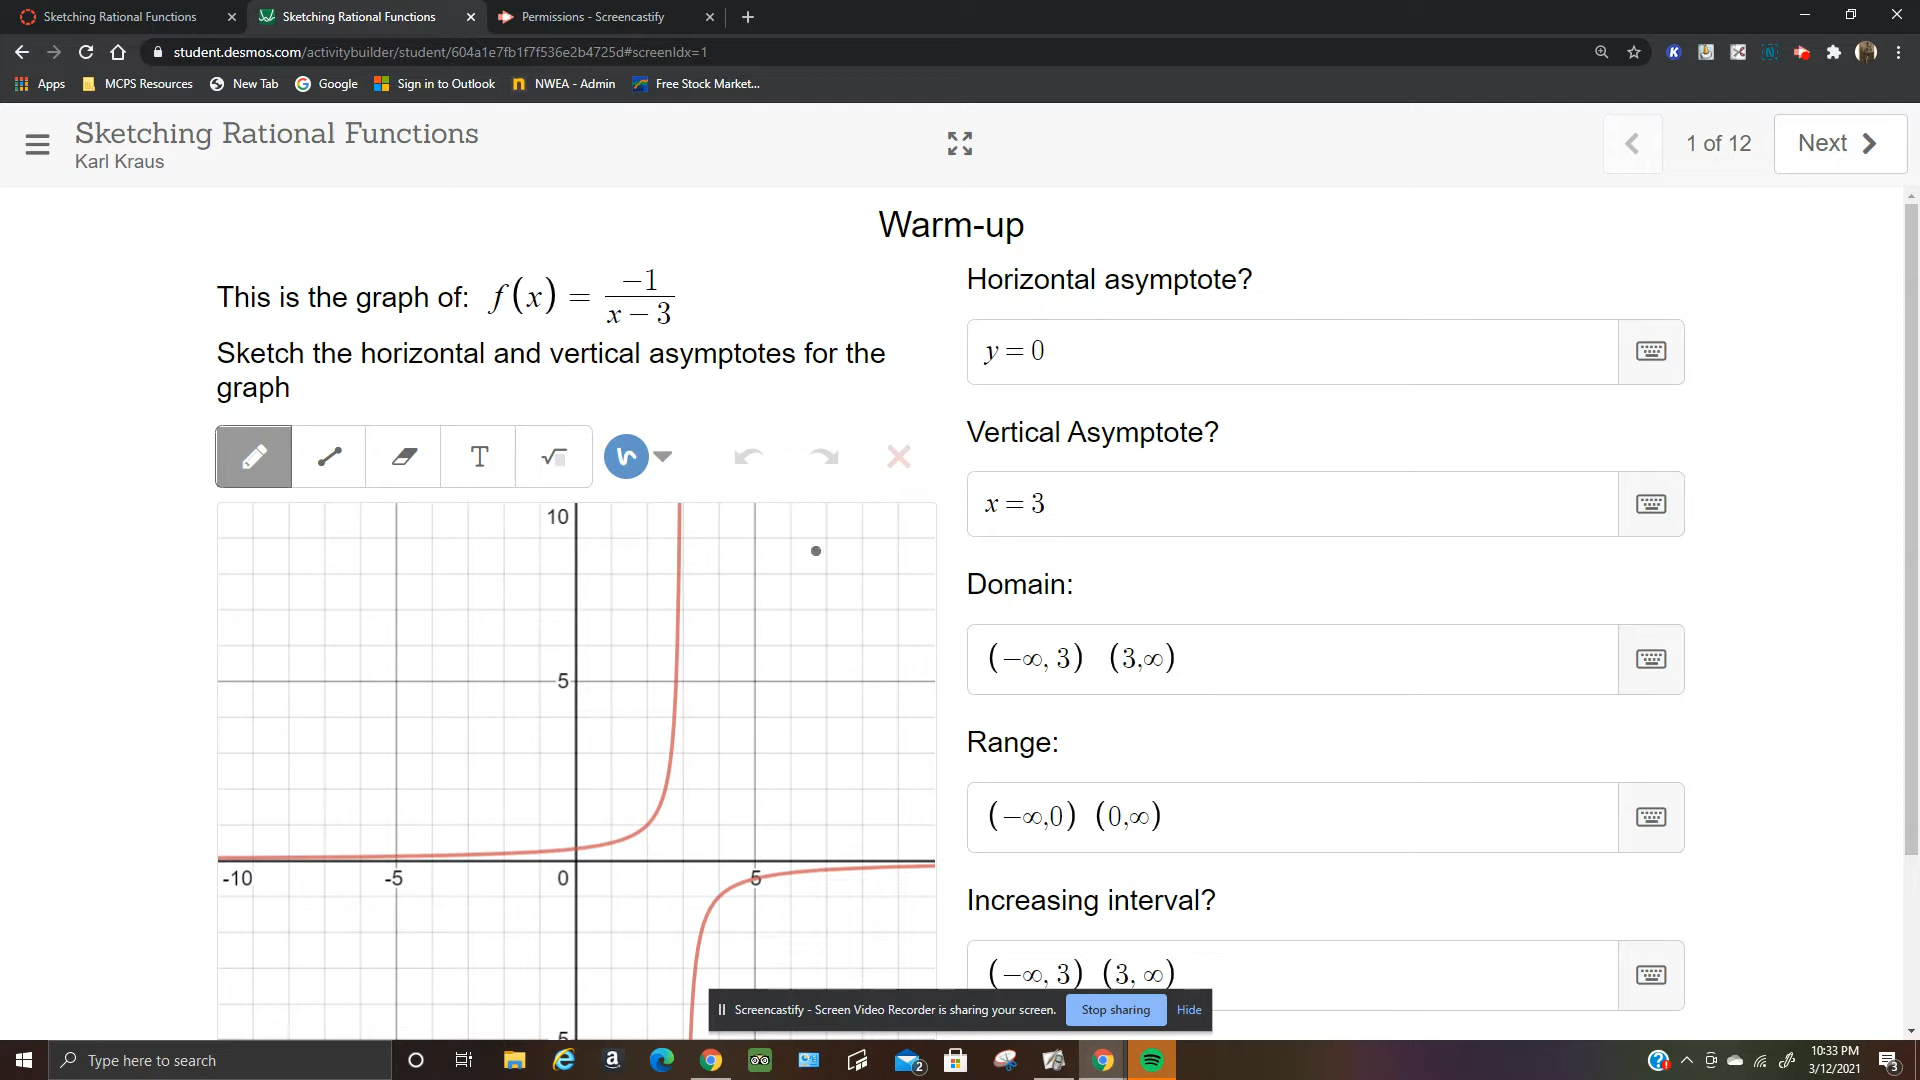 Sketching Rational Functions
Sketching Rational Functions
Permissions - Screencastify
student.desmos.com/activitybuilder/student/604a1e7fb1f7f536e2b4725d#screenIdx=1
Apps
MCPS Resources
New Tab
Google
Sign in to Outlook
NWEA - Admin
Free Stock Market...
Sketching Rational Functions
Karl Kraus
1 of 12
Next
Warm-up
This is the graph of: f(x) = -1/(x - 3)
Sketch the horizontal and vertical asymptotes for the
graph
T
10
5
-10
-5
0
5
5
Horizontal asymptote?
y = 0
Vertical Asymptote?
x = 3
Domain:
(-∞, 3) (3,∞)
Range:
(-∞,0) (0,∞)
Increasing interval?
(-∞, 3) (3, ∞)
Screencastify - Screen Video Recorder is sharing your screen.
Stop sharing
Hide
Type here to search
2
10:33 PM
3/12/2021
3